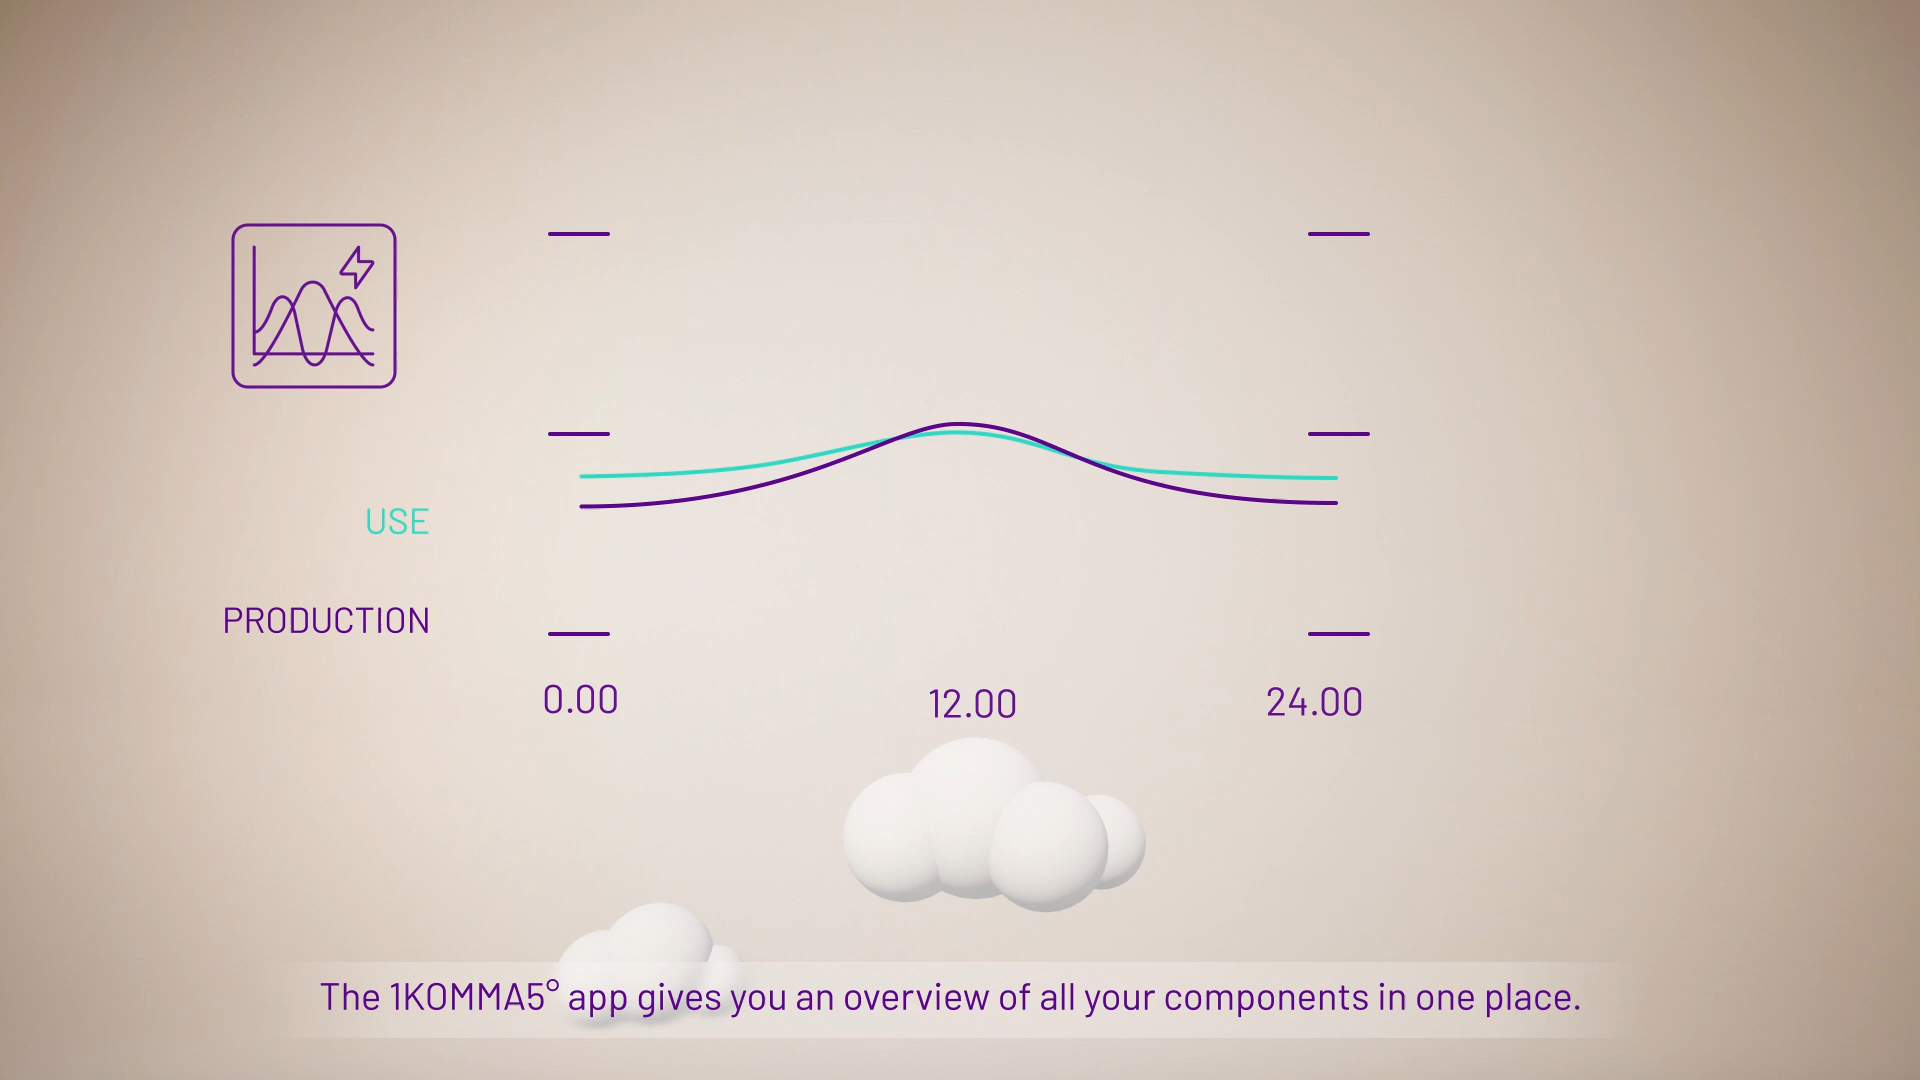 USE
PRODUCTION
0.00
12.00
24.00
The 1KOMMA5° app gives you an overview of all your components in one place.